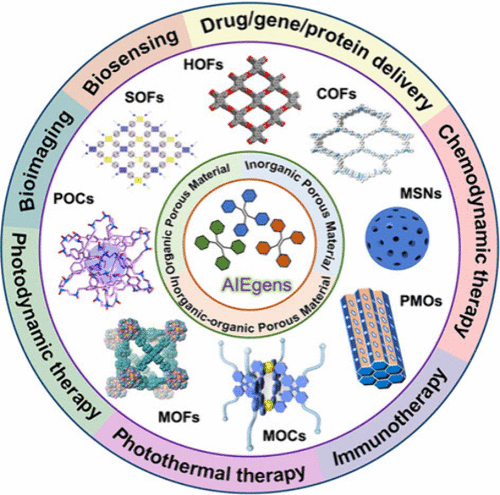 Drug/gene/protein delivery
Chemodynamic therapy
Immunotherapy
Photothermal therapy
Photodynamic therapy
Bioimaging
Biosensing
HOFs
COFs
MSNs
PMOs
MOCs
MOFs
POCs
SOFs
Organic Porous Material
Inorganic Porous Material/
Inorganic-organic Porous Material
AIEgens